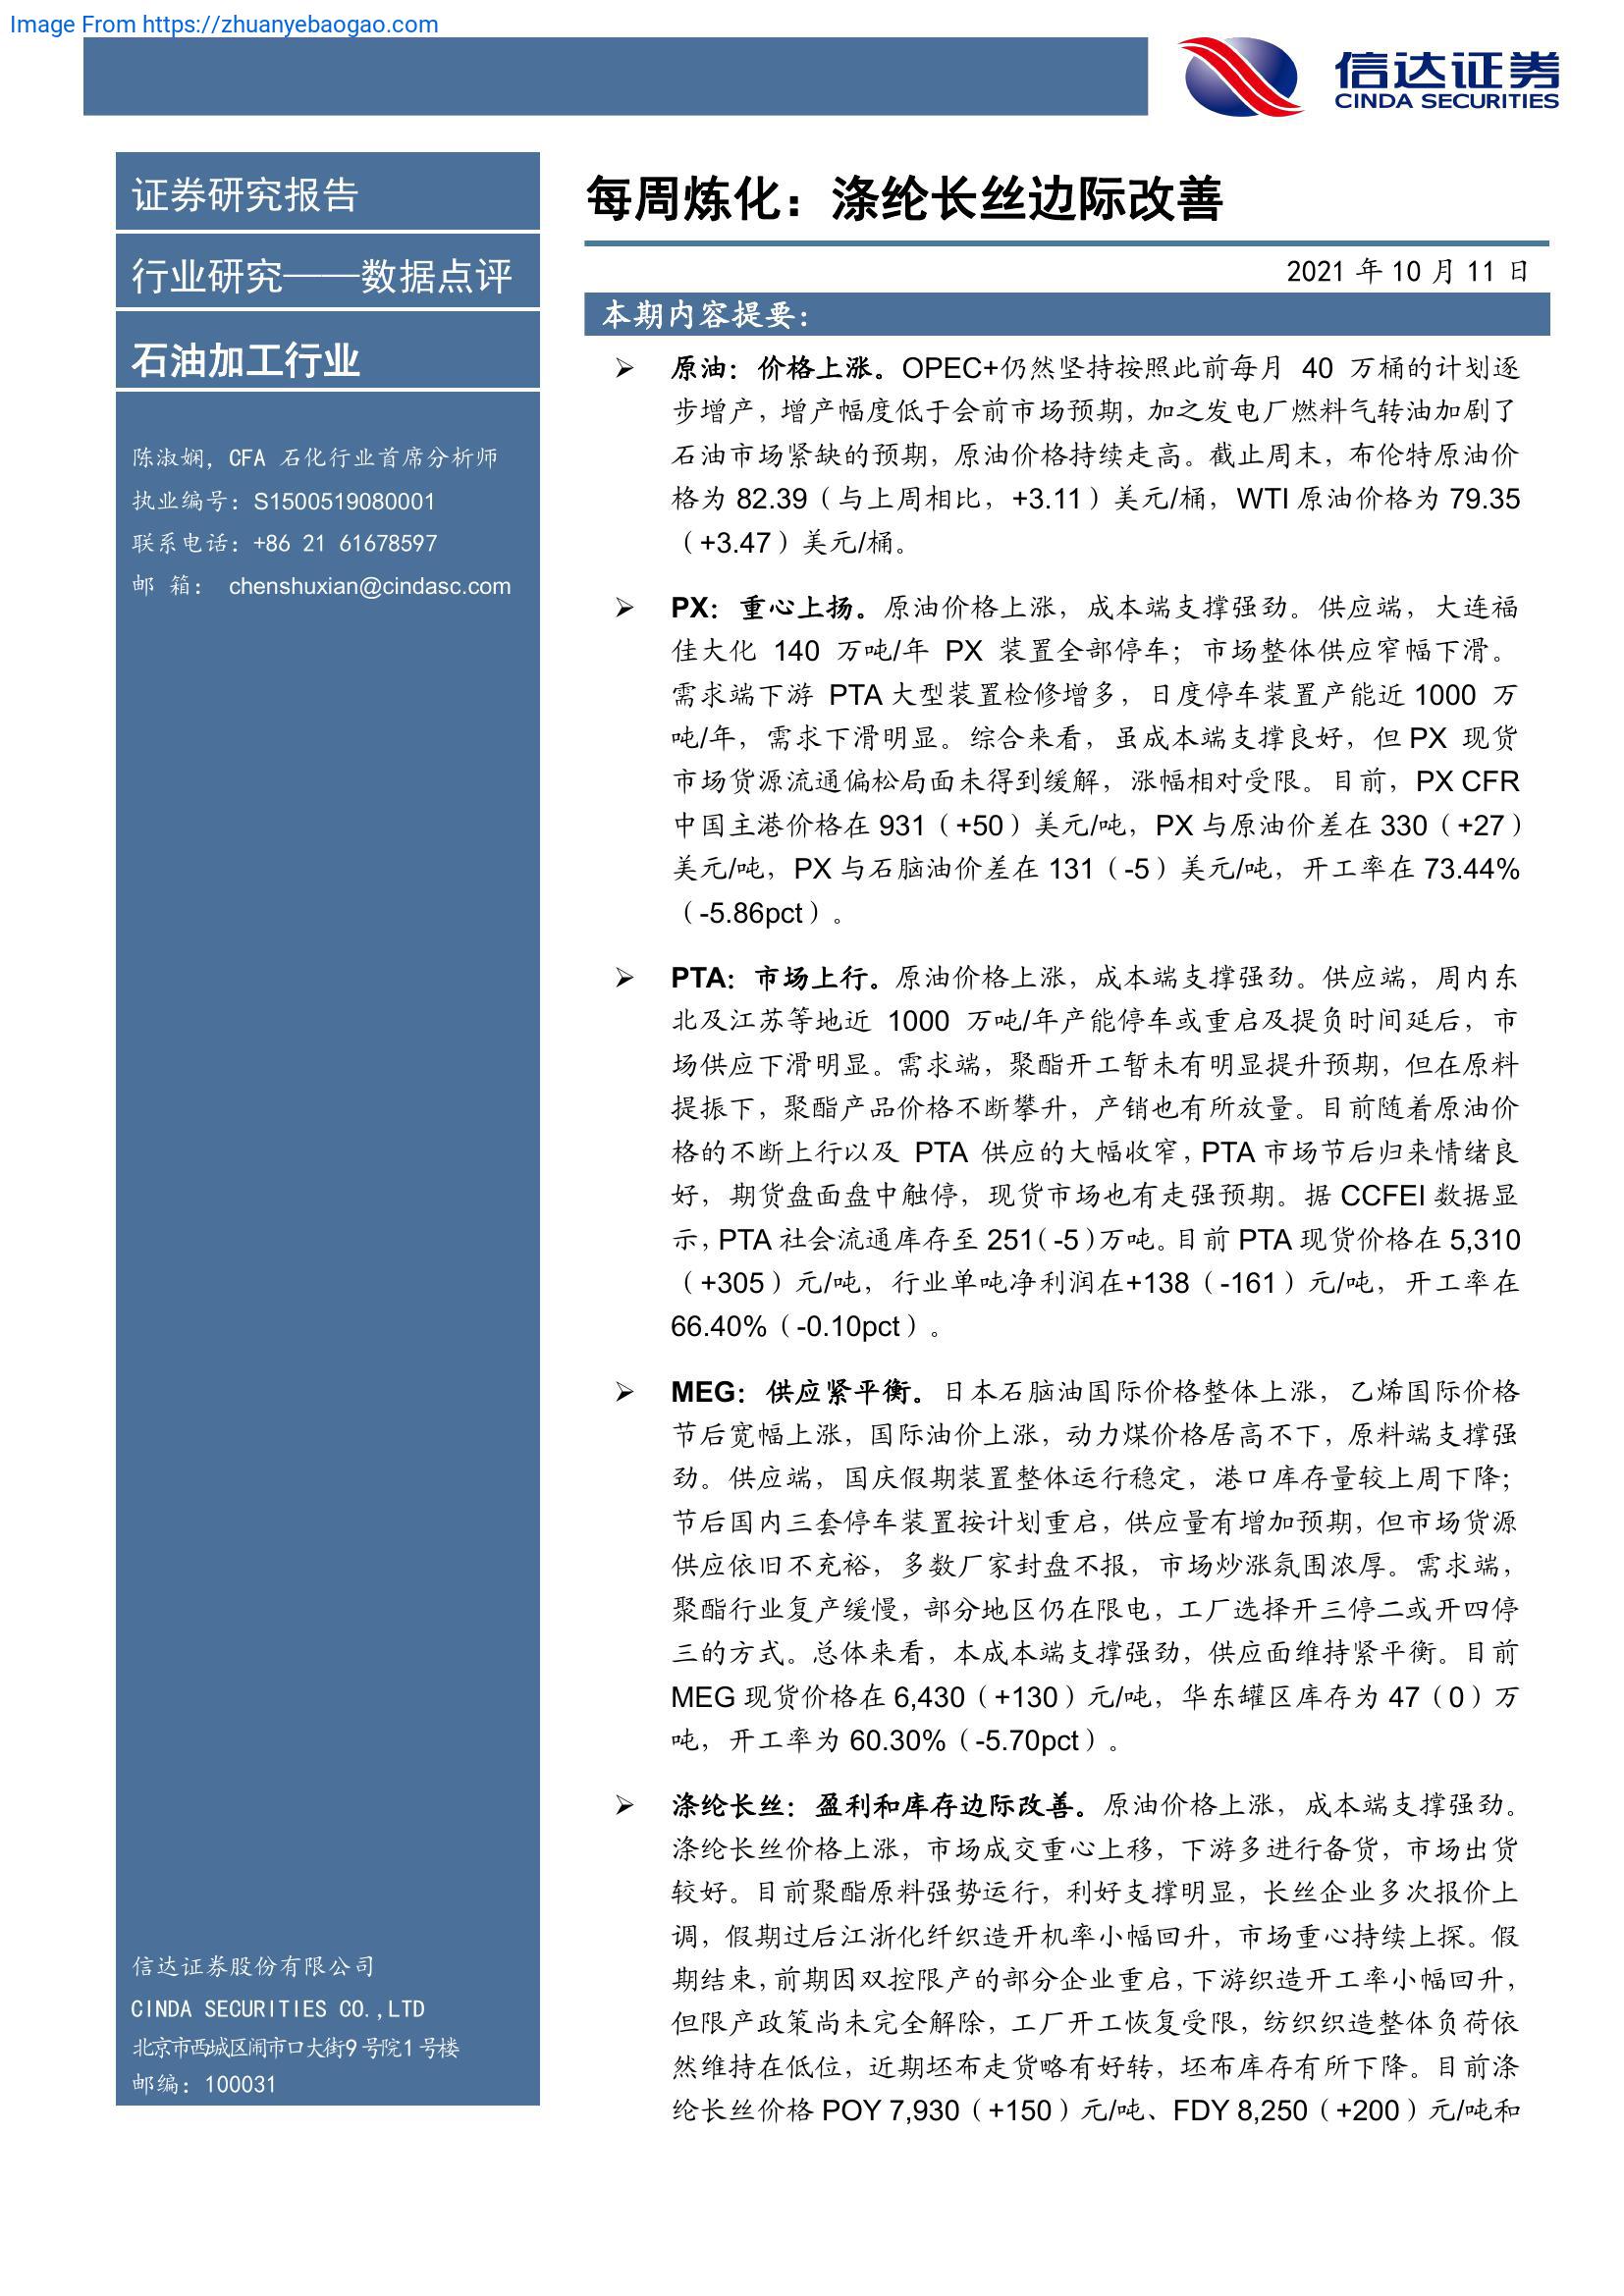 Image From https://zhuanyebaogao.com
信达证券
CINDA SECURITIES
证券研究报告
行业研究——数据点评
石油加工行业
陈淑娴，CFA 石化行业首席分析师
执业编号：S1500519080001
联系电话：+86 21 61678597
邮 箱： chenshuxian@cindasc.com
信达证券股份有限公司
CINDA SECURITIES CO.,LTD
北京市西城区闹市口大街9号院1号楼
邮编：100031
每周炼化：涤纶长丝边际改善
2021 年 10 月 11 日
本期内容提要：
➢ 原油：价格上涨。OPEC+仍然坚持按照此前每月 40 万桶的计划逐
步增产，增产幅度低于会前市场预期，加之发电厂燃料气转油加剧了
石油市场紧缺的预期，原油价格持续走高。截止周末，布伦特原油价
格为 82.39（与上周相比，+3.11）美元/桶，WTI 原油价格为 79.35
（+3.47）美元/桶。
➢ PX：重心上扬。原油价格上涨，成本端支撑强劲。供应端，大连福
佳大化 140 万吨/年 PX 装置全部停车；市场整体供应窄幅下滑。
需求端下游 PTA 大型装置检修增多，日度停车装置产能近 1000 万
吨/年，需求下滑明显。综合来看，虽成本端支撑良好，但 PX 现货
市场货源流通偏松局面未得到缓解，涨幅相对受限。目前，PX CFR
中国主港价格在 931（+50）美元/吨，PX 与原油价差在 330（+27）
美元/吨，PX 与石脑油价差在 131（-5）美元/吨，开工率在 73.44%
（-5.86pct）。
➢ PTA：市场上行。原油价格上涨，成本端支撑强劲。供应端，周内东
北及江苏等地近 1000 万吨/年产能停车或重启及提负时间延后，市
场供应下滑明显。需求端，聚酯开工暂未有明显提升预期，但在原料
提振下，聚酯产品价格不断攀升，产销也有所放量。目前随着原油价
格的不断上行以及 PTA 供应的大幅收窄，PTA 市场节后归来情绪良
好，期货盘面盘中触停，现货市场也有走强预期。据 CCFEI 数据显
示，PTA 社会流通库存至 251（-5）万吨。目前 PTA 现货价格在 5,310
（+305）元/吨，行业单吨净利润在+138（-161）元/吨，开工率在
66.40%（-0.10pct）。
➢ MEG：供应紧平衡。日本石脑油国际价格整体上涨，乙烯国际价格
节后宽幅上涨，国际油价上涨，动力煤价格居高不下，原料端支撑强
劲。供应端，国庆假期装置整体运行稳定，港口库存量较上周下降；
节后国内三套停车装置按计划重启，供应量有增加预期，但市场货源
供应依旧不充裕，多数厂家封盘不报，市场炒涨氛围浓厚。需求端，
聚酯行业复产缓慢，部分地区仍在限电，工厂选择开三停二或开四停
三的方式。总体来看，本成本端支撑强劲，供应面维持紧平衡。目前
MEG 现货价格在 6,430（+130）元/吨，华东罐区库存为 47（0）万
吨，开工率为 60.30%（-5.70pct）。
➢ 涤纶长丝：盈利和库存边际改善。原油价格上涨，成本端支撑强劲。
涤纶长丝价格上涨，市场成交重心上移，下游多进行备货，市场出货
较好。目前聚酯原料强势运行，利好支撑明显，长丝企业多次报价上
调，假期过后江浙化纤织造开机率小幅回升，市场重心持续上探。假
期结束，前期因双控限产的部分企业重启，下游织造开工率小幅回升，
但限产政策尚未完全解除，工厂开工恢复受限，纺织织造整体负荷依
然维持在低位，近期坯布走货略有好转，坯布库存有所下降。目前涤
纶长丝价格 POY 7,930（+150）元/吨、FDY 8,250（+200）元/吨和